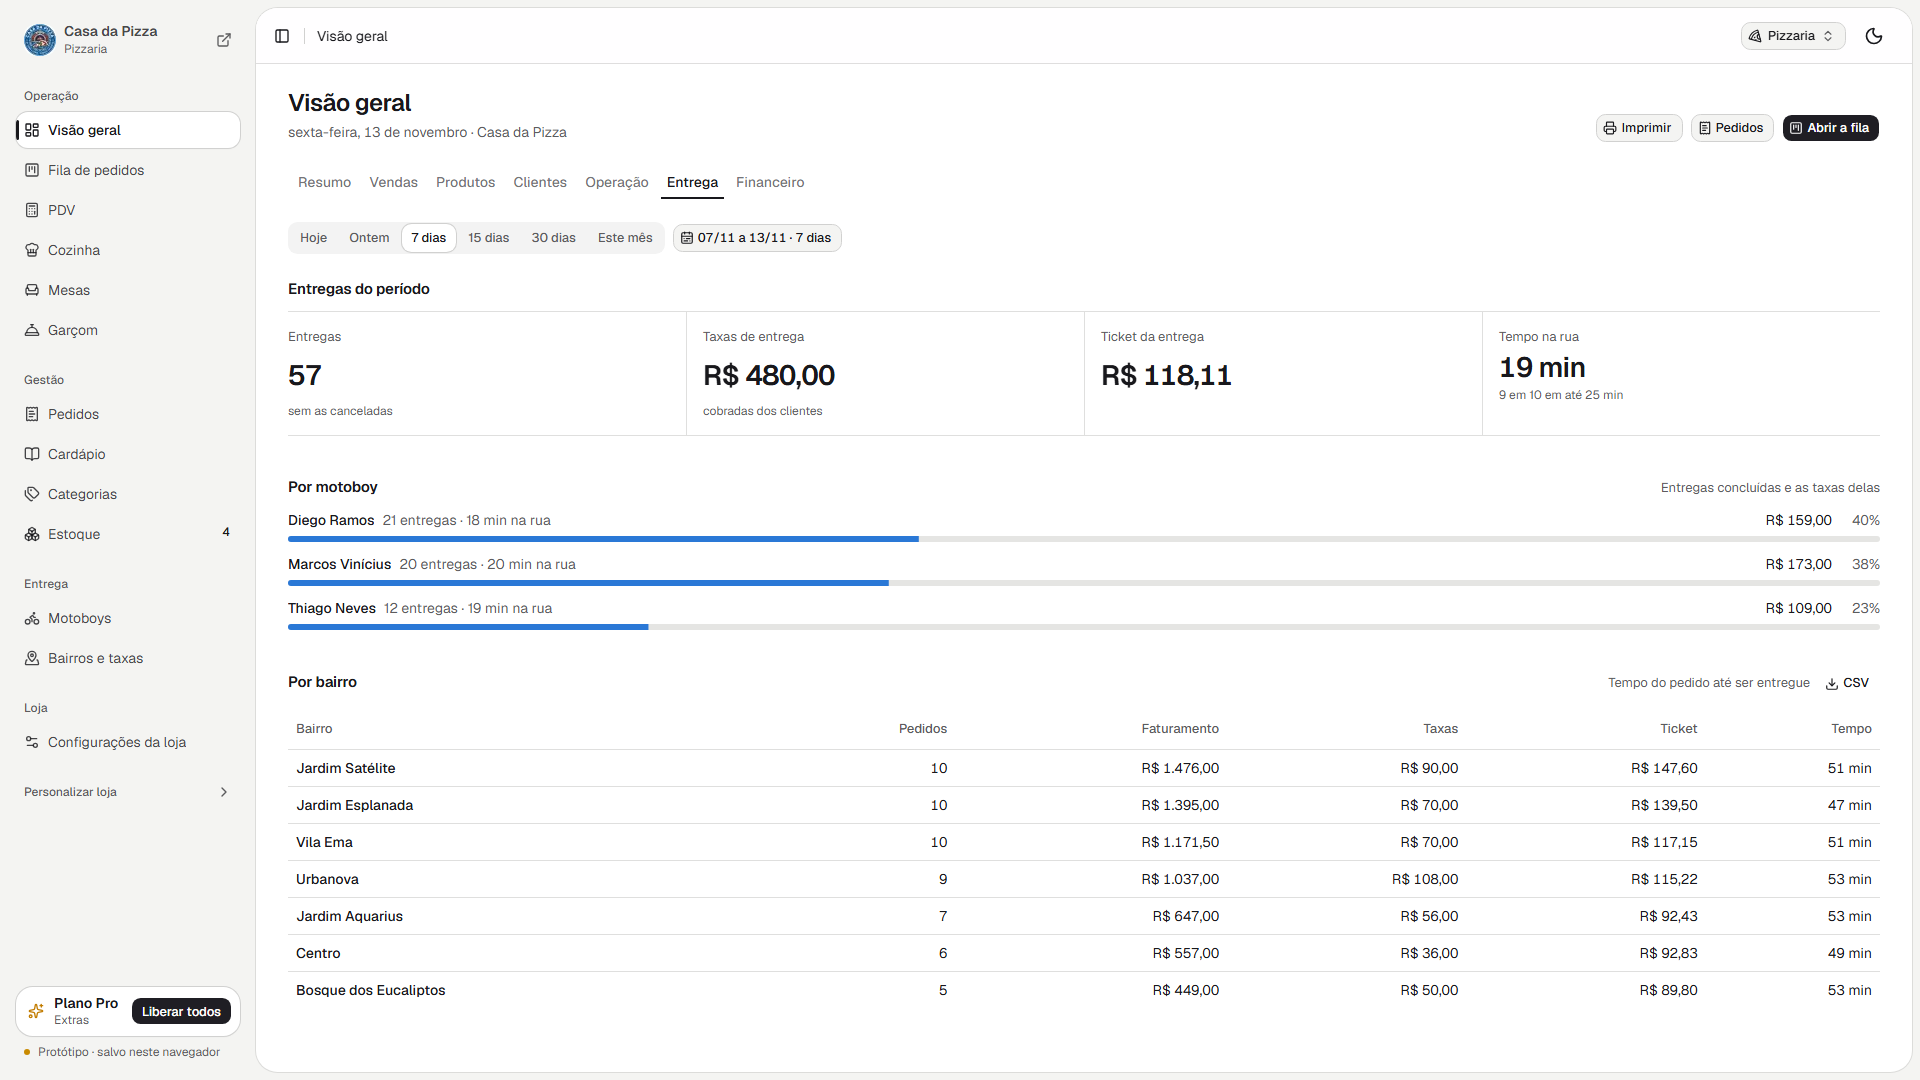 Casa da Pizza
Pizzaria
Operação
Visão geral
Fila de pedidos
PDV
Cozinha
Mesas
Garçom
Gestão
Pedidos
Cardápio
Categorias
Estoque 4
Entrega
Motoboys
Bairros e taxas
Loja
Configurações da loja
Personalizar loja
Plano Pro
Extras
Liberar todos
Protótipo · salvo neste navegador
Visão geral
Pizzaria
Visão geral
sexta-feira, 13 de novembro · Casa da Pizza
Imprimir Pedidos Abrir a fila
Resumo Vendas Produtos Clientes Operação Entrega Financeiro
Hoje Ontem 7 dias 15 dias 30 dias Este mês 07/11 a 13/11 · 7 dias
Entregas do período
Entregas
57
sem as canceladas
Taxas de entrega
R$ 480,00
cobradas dos clientes
Ticket da entrega
R$ 118,11
Tempo na rua
19 min
9 em 10 em até 25 min
Por motoboy Entregas concluídas e as taxas delas
Diego Ramos 21 entregas · 18 min na rua R$ 159,00 40%
Marcos Vinícius 20 entregas · 20 min na rua R$ 173,00 38%
Thiago Neves 12 entregas · 19 min na rua R$ 109,00 23%
Por bairro Tempo do pedido até ser entregue CSV
Bairro Pedidos Faturamento Taxas Ticket Tempo
Jardim Satélite 10 R$ 1.476,00 R$ 90,00 R$ 147,60 51 min
Jardim Esplanada 10 R$ 1.395,00 R$ 70,00 R$ 139,50 47 min
Vila Ema 10 R$ 1.171,50 R$ 70,00 R$ 117,15 51 min
Urbanova 9 R$ 1.037,00 R$ 108,00 R$ 115,22 53 min
Jardim Aquarius 7 R$ 647,00 R$ 56,00 R$ 92,43 53 min
Centro 6 R$ 557,00 R$ 36,00 R$ 92,83 49 min
Bosque dos Eucaliptos 5 R$ 449,00 R$ 50,00 R$ 89,80 53 min